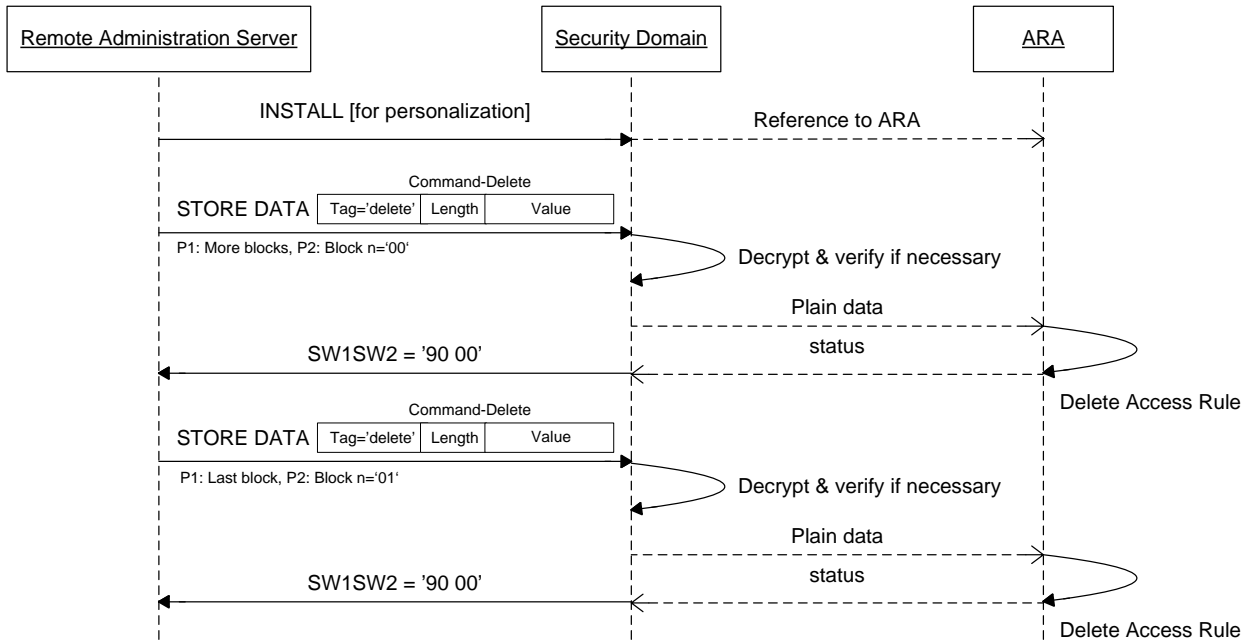 Remote Administration Server
Security Domain
ARA
INSTALL [for personalization]
Reference to ARA
Command-Delete
STORE DATA
Tag=’delete’
Length
Value
P1: More blocks, P2: Block n=‘00‘
Decrypt & verify if necessary
Plain data
status
SW1SW2 = ’90 00’
Delete Access Rule
Command-Delete
STORE DATA
Tag=’delete’
Length
Value
P1: Last block, P2: Block n=‘01‘
Decrypt & verify if necessary
Plain data
status
SW1SW2 = ’90 00’
Delete Access Rule